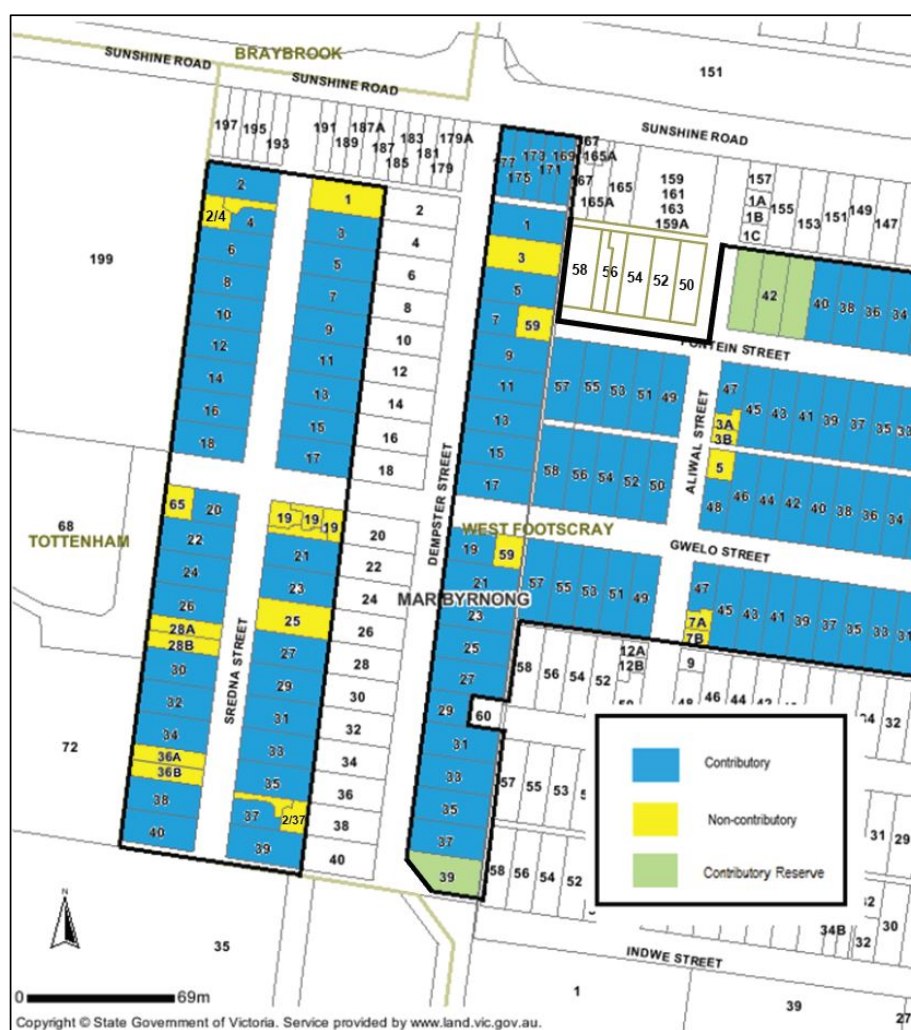 BRAYBROOK
SUNSHINE ROAD
SUNSHINE ROAD
151
SUNSHINE ROAD
197 195 193 191 189 187A 187 185 183 181 179A 179
177 175 173 171 169 167 165A
167 165A 165 159 161 163 159A
157 1A 1B 1C 155 153 151 149 147
2 1 2 1 58 56 54 52 50 42 40 38 36 34
2/4 4 3 4 3
199
6 5 6 5
8 7 8 7 59
PONTEIN STREET
10 9 10 9 57 55 53 51 49 47 45 43 41 39 37 35 33
12 11 12 11 3A 3B
14 13 14 13
ALIWAL STREET
16 15 16 15 58 56 54 52 50 5 48 46 44 42 40 38 36 34
18 17 18 17
DEMPSTER STREET
68
TOTTENHAM
65 20 19 19 19 20 19 59
WEST FOOTSCRAY
GWELO STREET
22 21 22 21 57 55 53 51 49 47 45 43 41 39 37 35 33 31
24 23 24 23
MARIBYRNONG
7A 7B
26 25 26 25
28A 28B 27 28 27 58 56 54 52 12A 12B 9
30 29 30 29 60 48 46 44 42 32
SREDNA STREET
32 31 32 31
72
34 33 34 33 57 55 53
36A 36B 35 36 35
38 37 2/37 38 37
40 39 40 39 58 56 54 52
Contributory
Non-contributory
Contributory Reserve
31 29
34B 32 30
N
35
INDWE STREET
0 69m
1 39 27
Copyright © State Government of Victoria. Service provided by www.land.vic.gov.au.